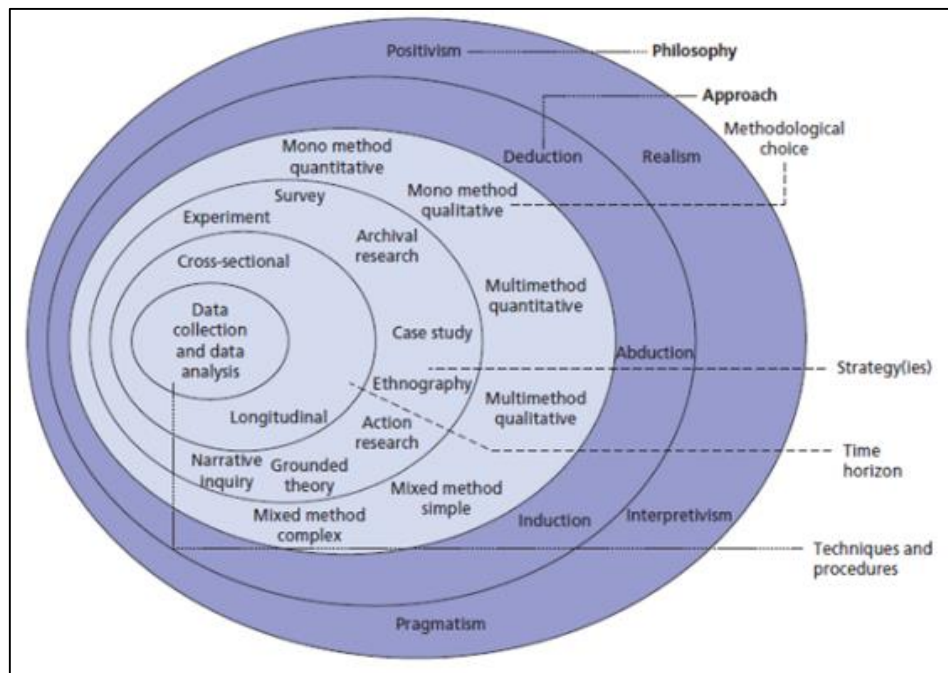 Positivism
Philosophy
Approach
Methodological
choice
Deduction
Realism
Mono method
quantitative
Mono method
qualitative
Survey
Experiment
Archival
research
Cross-sectional
Multimethod
quantitative
Data
collection
and data
analysis
Case study
Abduction
Strategy(ies)
Ethnography
Multimethod
qualitative
Longitudinal
Action
research
Time
horizon
Narrative
inquiry
Grounded
theory
Mixed method
simple
Mixed method
complex
Induction
Interpretivism
Techniques and
procedures
Pragmatism